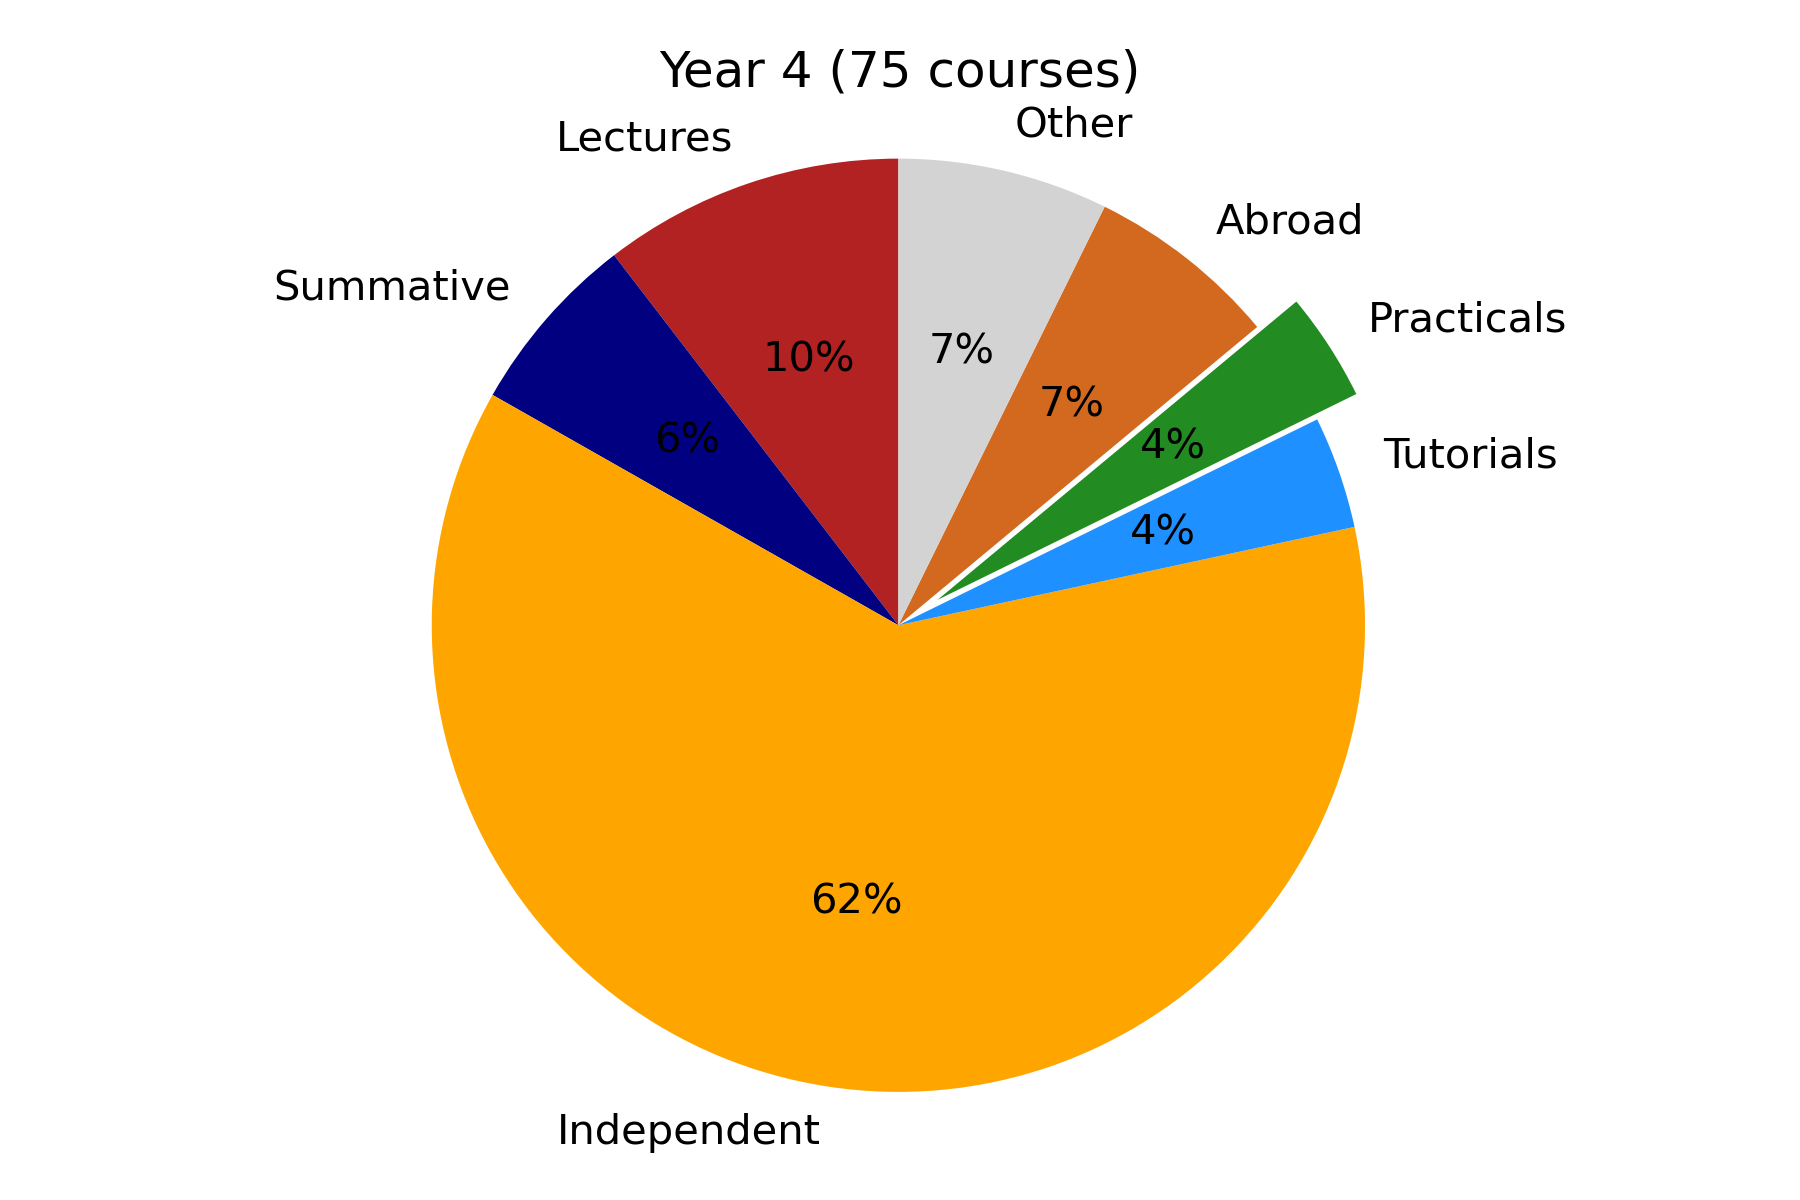 Year 4 (75 courses)
Other
Lectures
Abroad
Summative
Practicals
7%
10%
7%
6%
4%
Tutorials
4%
62%
Independent